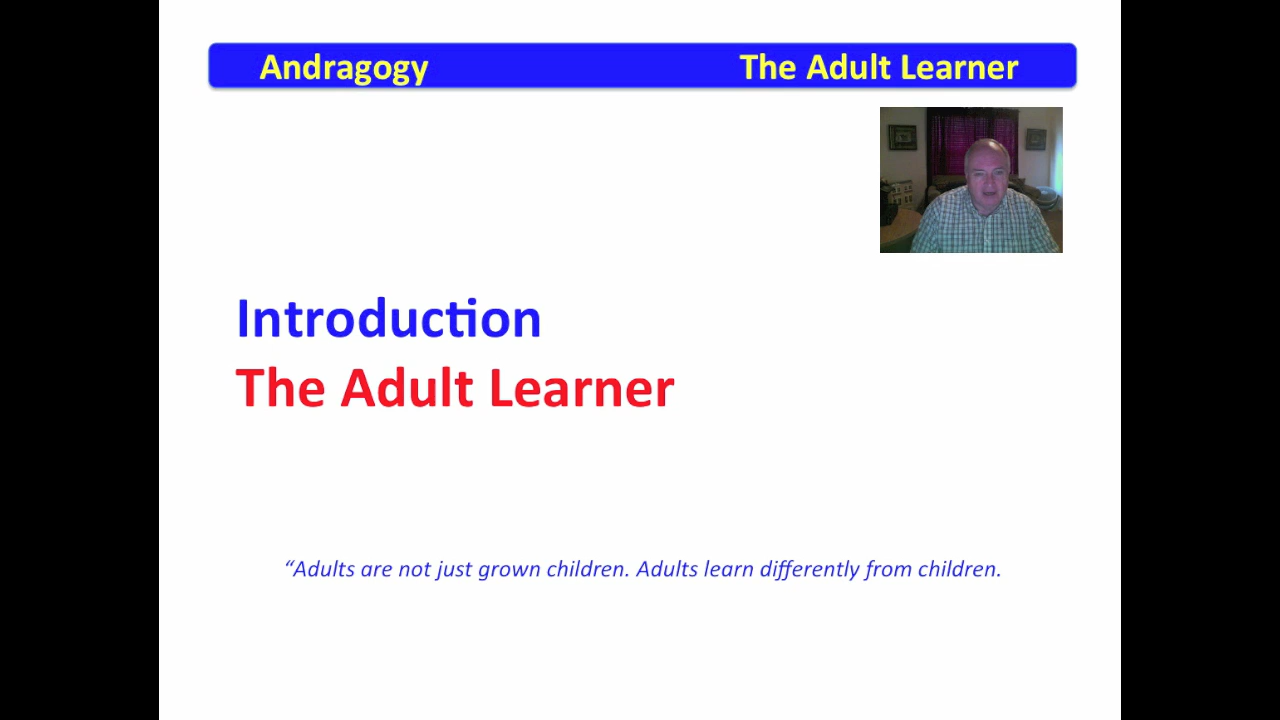 Andragogy The Adult Learner
Introduction
The Adult Learner
“Adults are not just grown children. Adults learn differently from children.